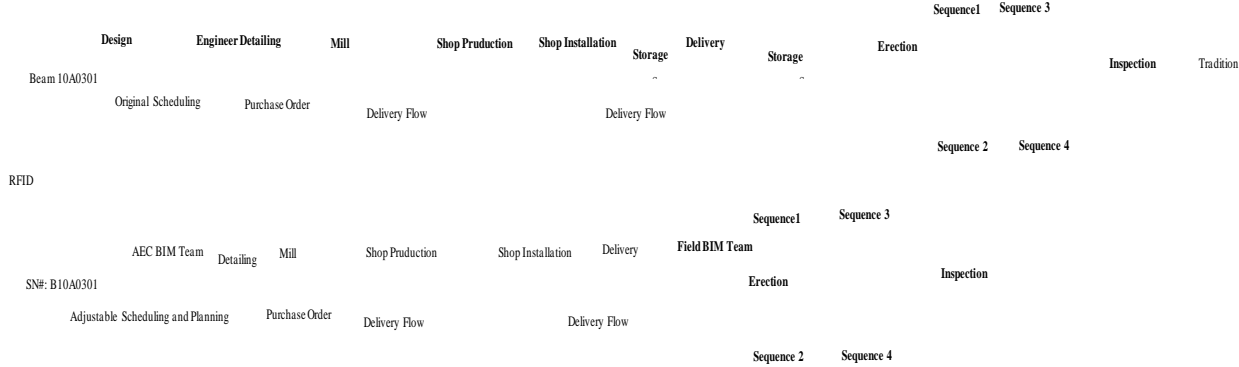 Sequence1 Sequence 3
Design Engineer Detailing Mill Shop Pruduction Shop Installation Storage Delivery Storage Erection
Inspection Tradition
Beam 10A0301
Original Scheduling Purchase Order Delivery Flow Delivery Flow
Sequence 2 Sequence 4
RFID
Sequence1 Sequence 3
AEC BIM Team Detailing Mill Shop Pruduction Shop Installation Delivery Field BIM Team
Erection Inspection
SN#: B10A0301
Adjustable Scheduling and Planning Purchase Order Delivery Flow Delivery Flow
Sequence 2 Sequence 4